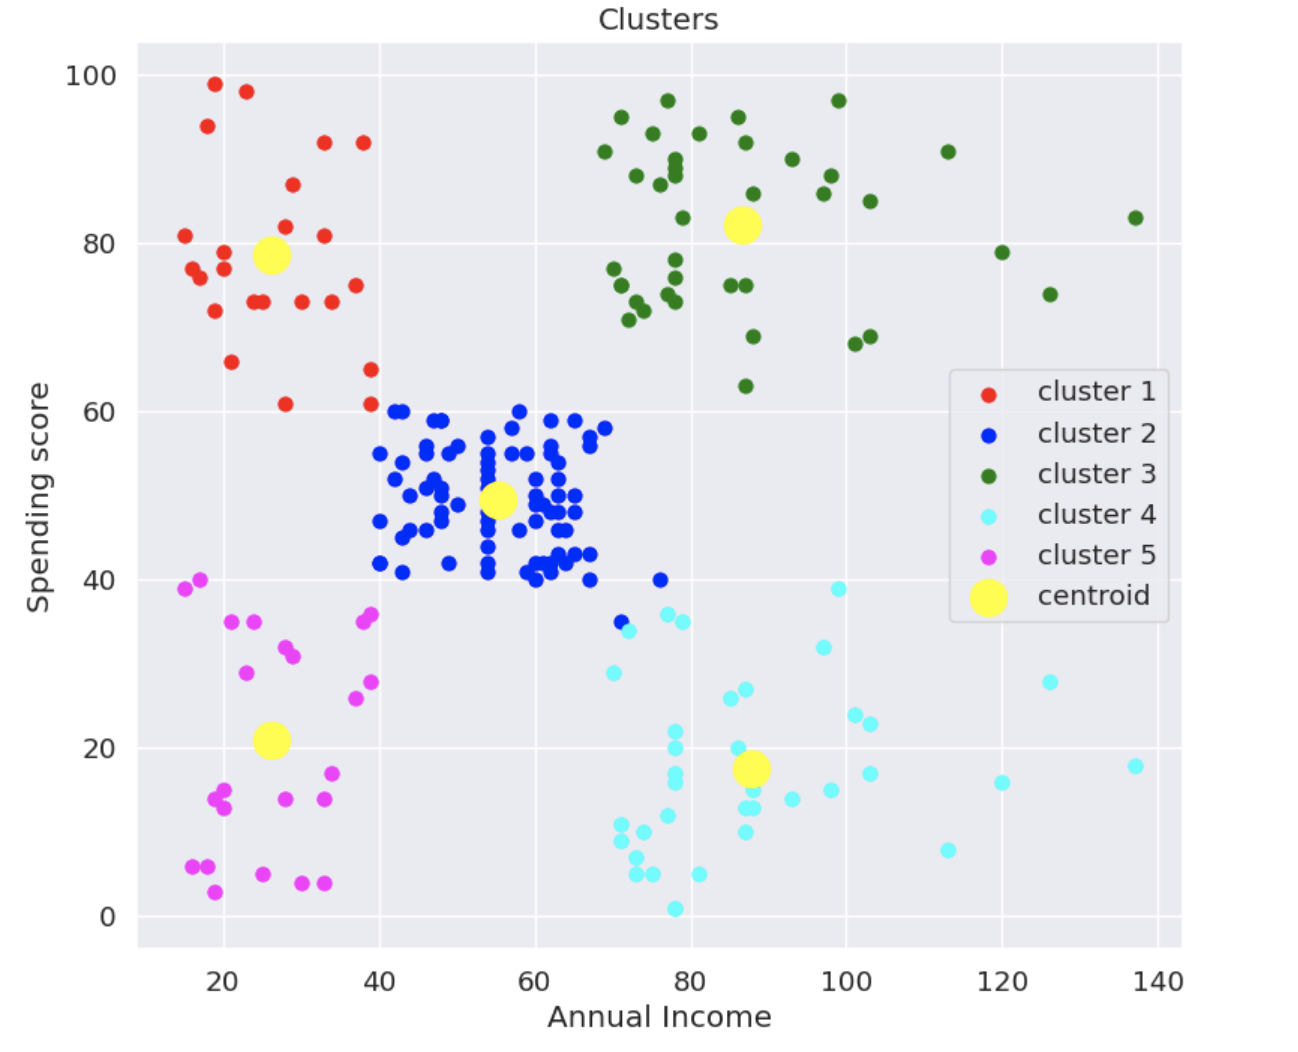 Clusters
100
80
60
40
20
0
Spending score
cluster 1
cluster 2
cluster 3
cluster 4
cluster 5
centroid
20 40 60 80 100 120 140
Annual Income